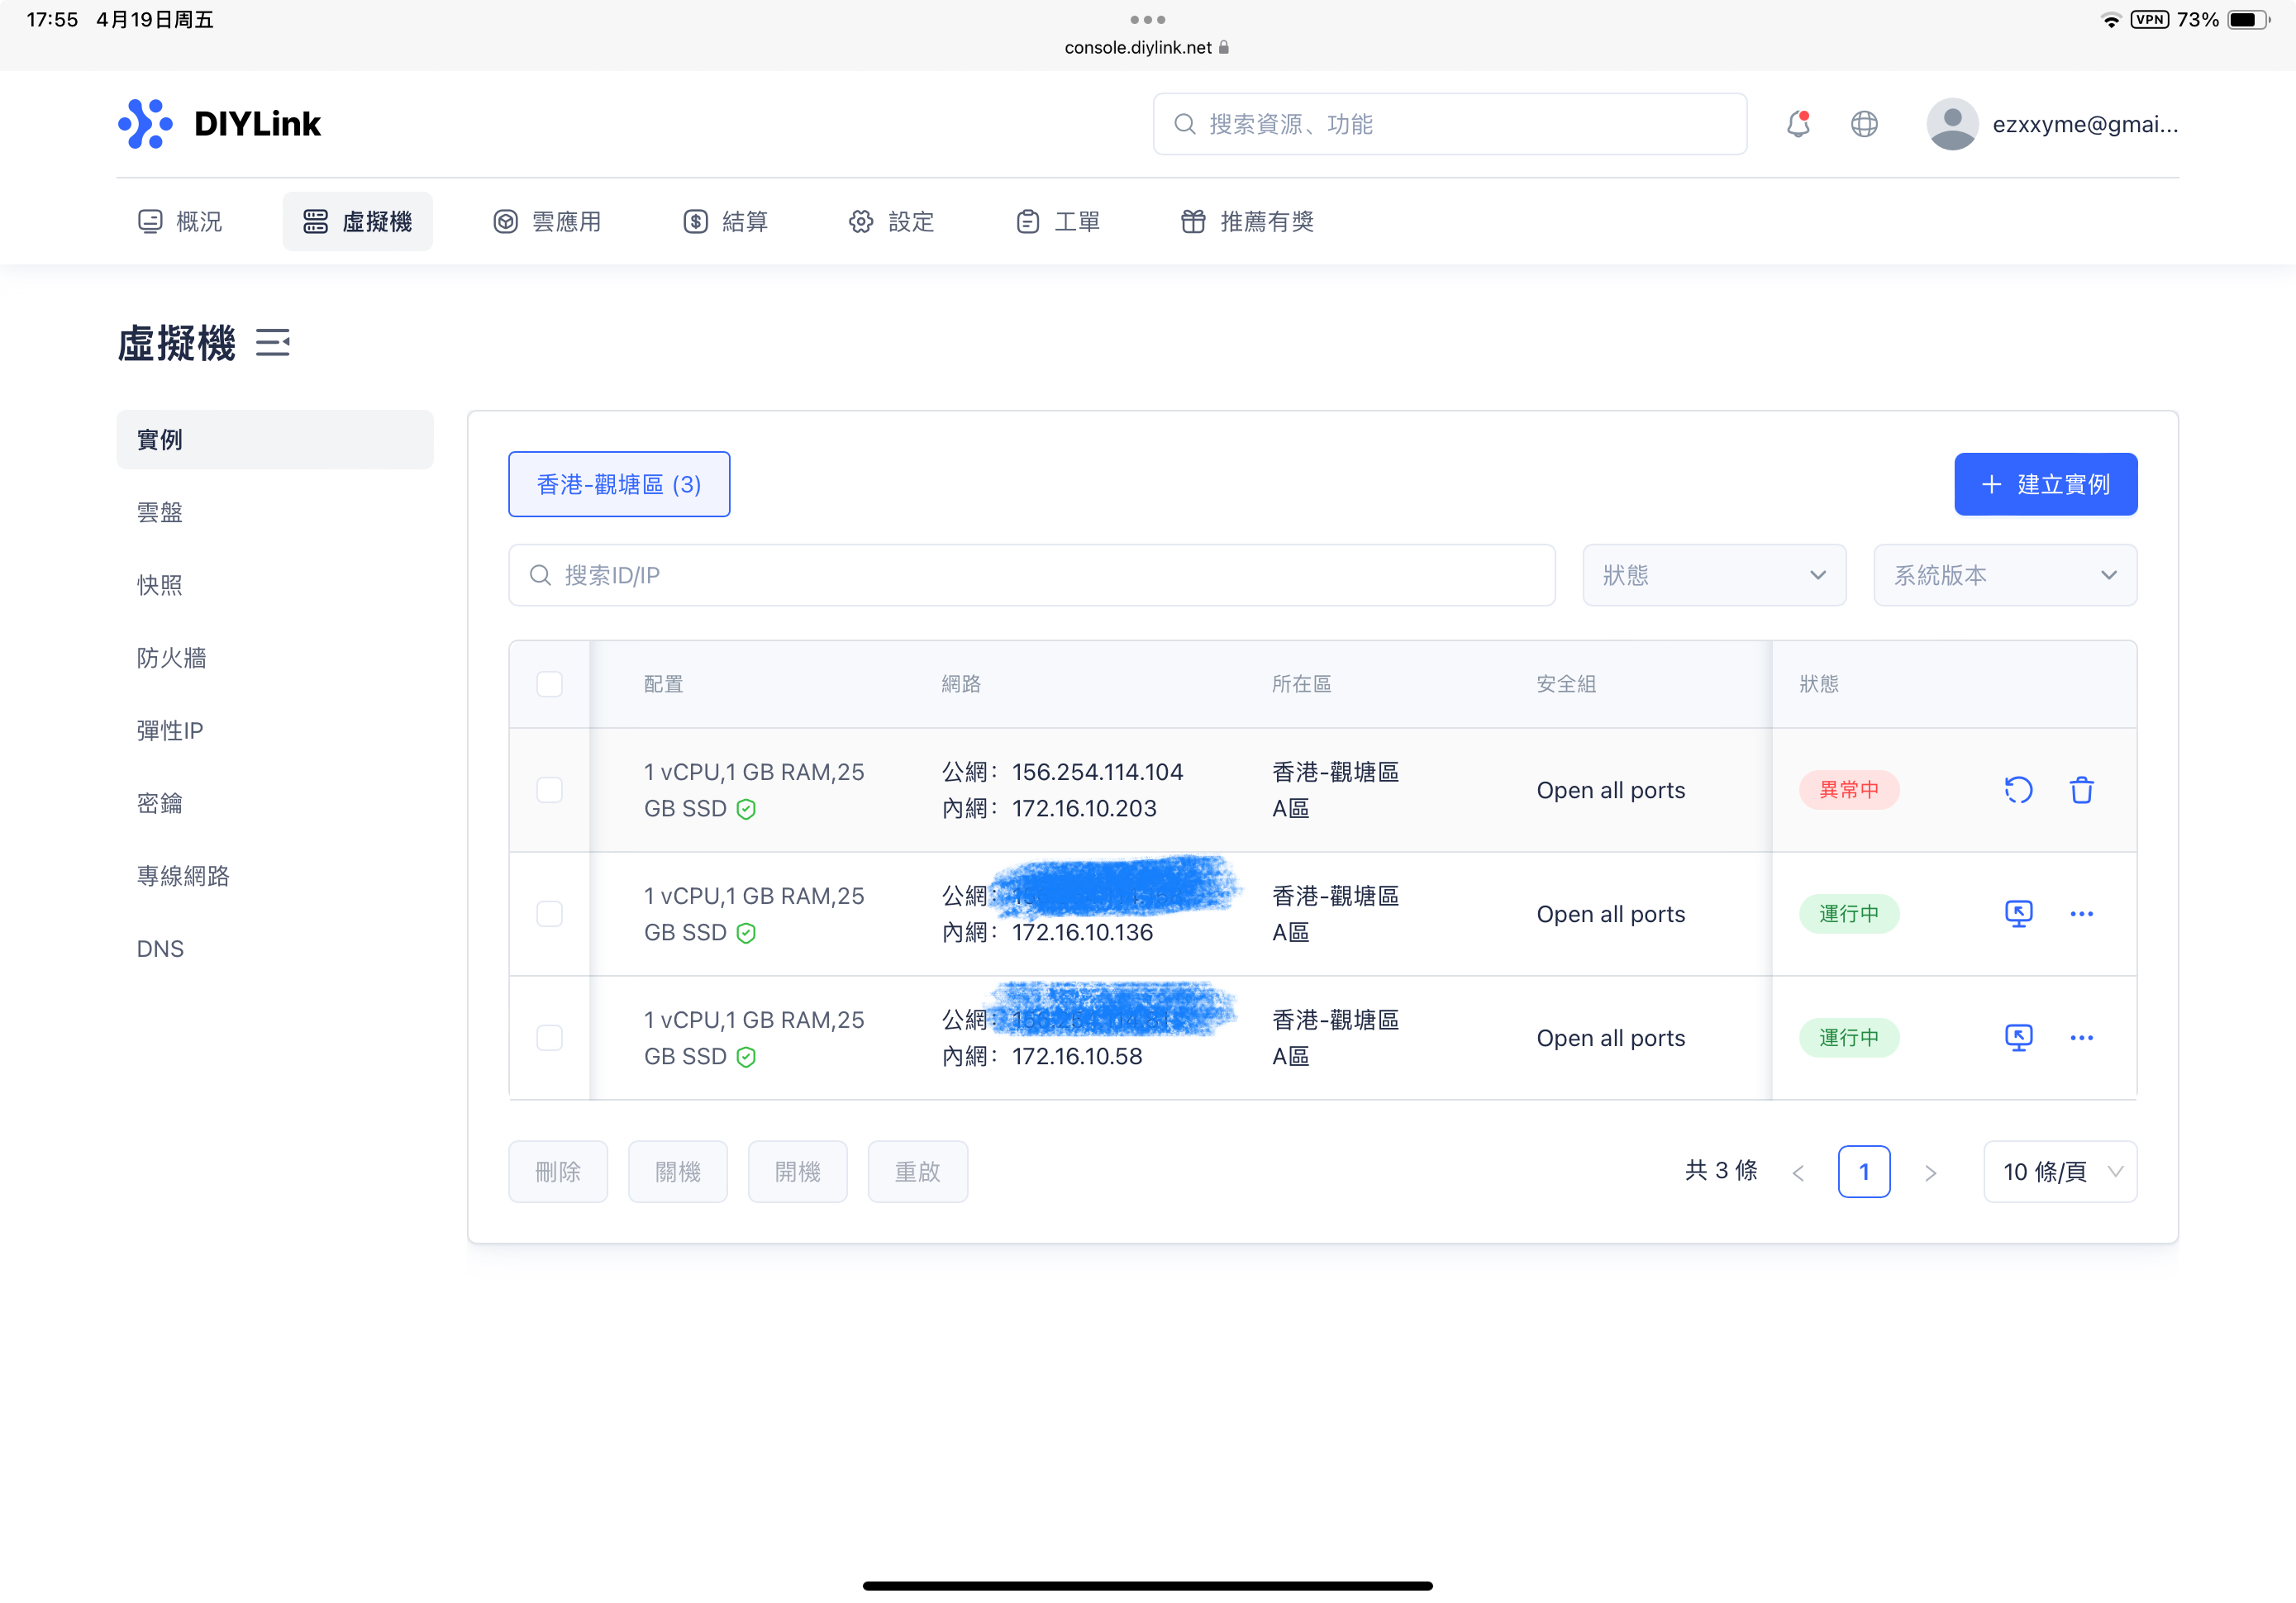 17:55 4月19日周五
VPN 73%
console.diylink.net
DIYLink
搜索資源、功能
ezxxyme@gmai...
概況 虛擬機 雲應用 結算 設定 工單 推薦有獎
虛擬機
實例
雲盤
快照
防火牆
彈性IP
密鑰
專線網路
DNS
香港-觀塘區 (3)
建立實例
搜索ID/IP
狀態
系統版本
配置 網路 所在區 安全組 狀態
1 vCPU,1 GB RAM,25 公網：156.254.114.104 香港-觀塘區
GB SSD 內網：172.16.10.203 A區
Open all ports 異常中
1 vCPU,1 GB RAM,25 公網： 香港-觀塘區
GB SSD 內網：172.16.10.136 A區
Open all ports 運行中
1 vCPU,1 GB RAM,25 公網： 香港-觀塘區
GB SSD 內網：172.16.10.58 A區
Open all ports 運行中
刪除 關機 開機 重啟
共 3 條 1 10 條/頁